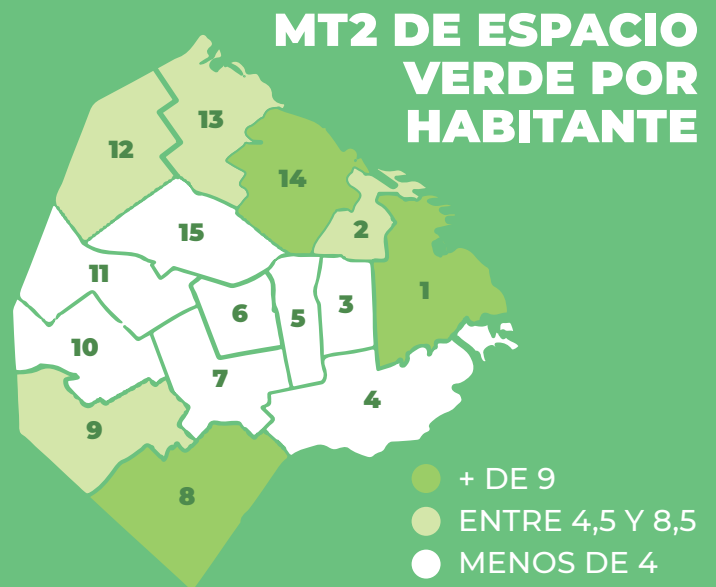 MT2 DE ESPACIO
VERDE POR
HABITANTE
13
12
14
2
15
11
1
3
6
5
10
7
4
9
8
+ DE 9
ENTRE 4,5 Y 8,5
MENOS DE 4